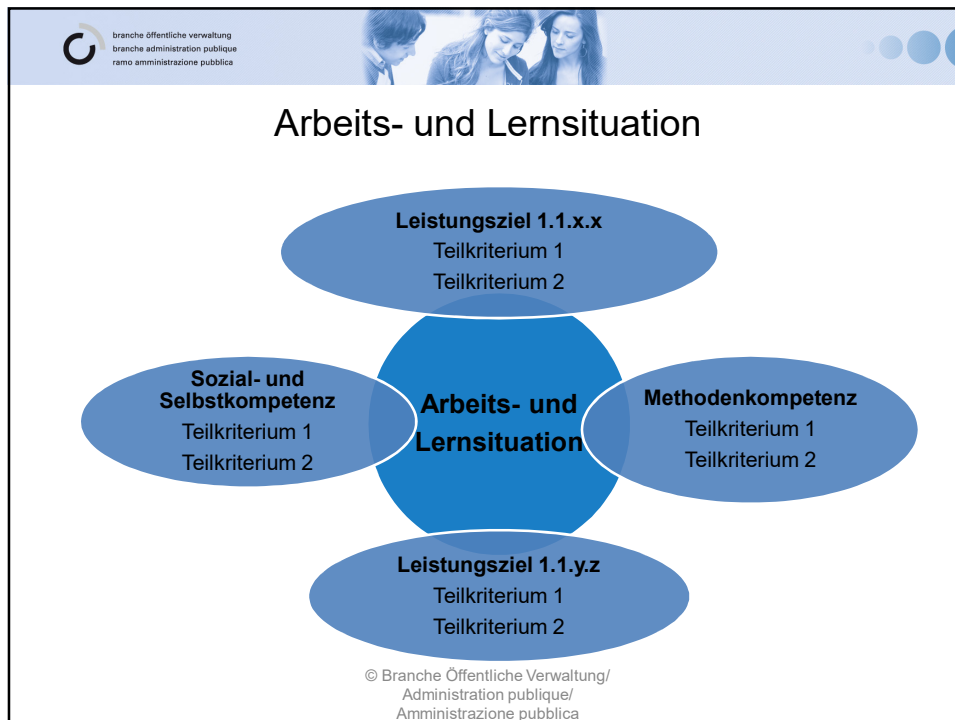 branche öffentliche verwaltung
branche administration publique
ramo amministrazione pubblica
Arbeits- und Lernsituation
Leistungsziel 1.1.x.x
Teilkriterium 1
Teilkriterium 2
Sozial- und
Selbstkompetenz
Teilkriterium 1
Teilkriterium 2
Arbeits- und
Lernsituation
Methodenkompetenz
Teilkriterium 1
Teilkriterium 2
Leistungsziel 1.1.y.z
Teilkriterium 1
Teilkriterium 2
© Branche Öffentliche Verwaltung/
Administration publique/
Amministrazione pubblica